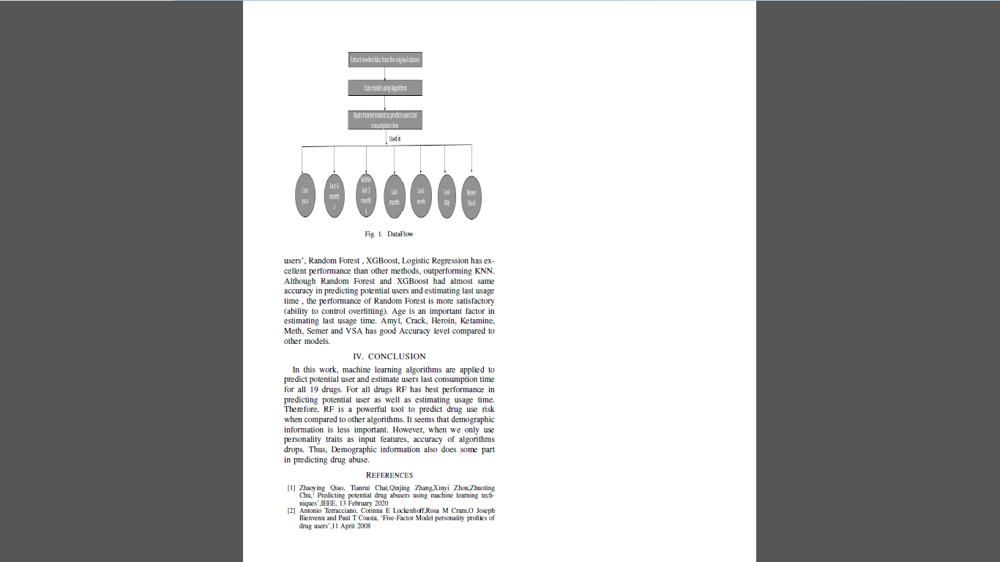 Extract needed data from the original dataset
Train model using Algorithm
Apply trained models to predict users last
consumption time
Used in
Last
year
Last 6
month
s
Within
last 2
month
s
Last
month
Last
week
Last
day
Never
Used
Fig. 1. DataFlow
users', Random Forest , XGBoost, Logistic Regression has ex-
cellent performance than other methods, outperforming KNN.
Although Random Forest and XGBoost had almost same
accuracy in predicting potential users and estimating last usage
time , the performance of Random Forest is more satisfactory
(ability to control overfitting). Age is an important factor in
estimating last usage time. Amyl, Crack, Heroin, Ketamine,
Meth, Semer and VSA has good Accuracy level compared to
other models.
IV. CONCLUSION
In this work, machine learning algorithms are applied to
predict potential user and estimate users last consumption time
for all 19 drugs. For all drugs RF has best performance in
predicting potential user as well as estimating usage time.
Therefore, RF is a powerful tool to predict drug use risk
when compared to other algorithms. It seems that demographic
information is less important. However, when we only use
personality traits as input features, accuracy of algorithms
drops. Thus, Demographic information also does some part
in predicting drug abuse.
REFERENCES
[1] Zhaoying Qiao, Tianrui Chai,Qinjing Zhang,Xinyi Zhou,Zhuoling
Chu,' Predicting potential drug abusers using machine learning tech-
niques',IEEE, 13 February 2020
[2] Antonio Terracciano, Corinna E Lockenhoff,Rosa M Crum,O Joseph
Bienvenu and Paul T Coasta, 'Five-Factor Model personality profiles of
drug users',11 April 2008